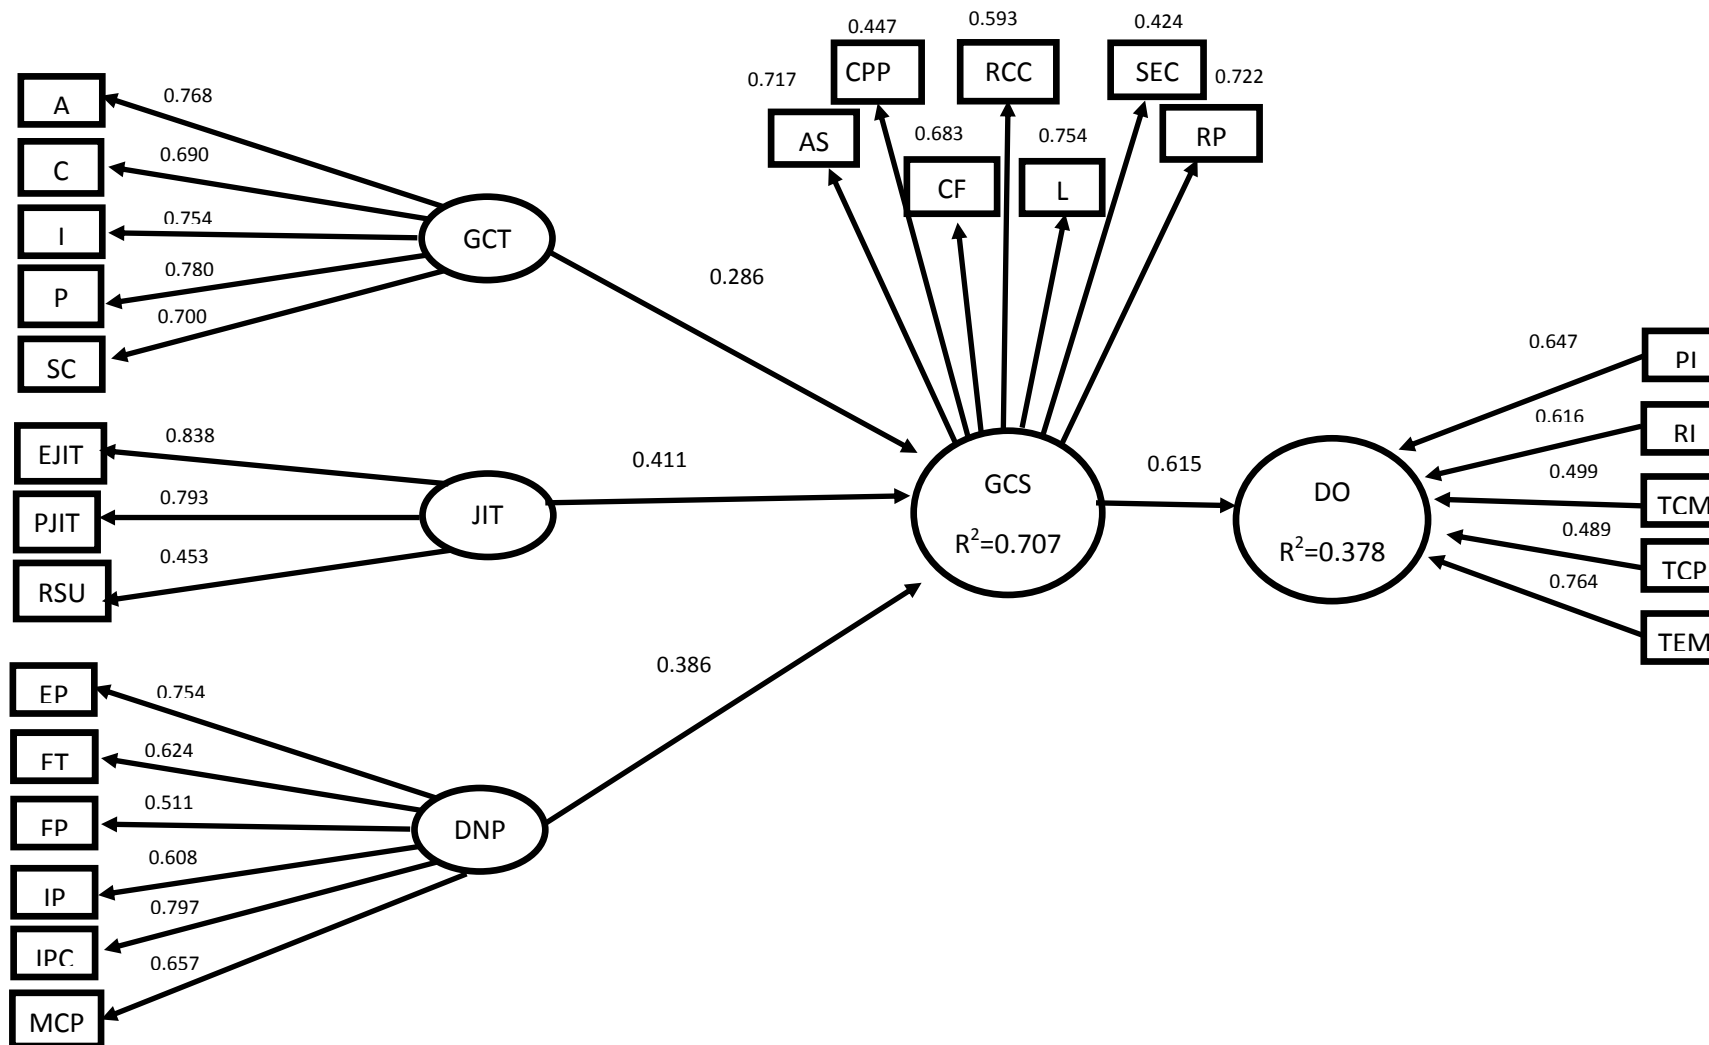 0.447
0.593
0.424
0.717
CPP
RCC
SEC
0.722
AS
0.683
0.754
RP
CF
L
A
0.768
C
0.690
I
0.754
P
0.780
SC
0.700
GCT
0.286
EJIT
0.838
PJIT
0.793
RSU
0.453
JIT
0.411
EP
0.754
FT
0.624
FP
0.511
IP
0.608
IPC
0.797
MCP
0.657
DNP
0.386
GCS
R²=0.707
0.615
DO
R²=0.378
0.647
PI
0.616
RI
0.499
TCM
0.489
TCP
0.764
TEM